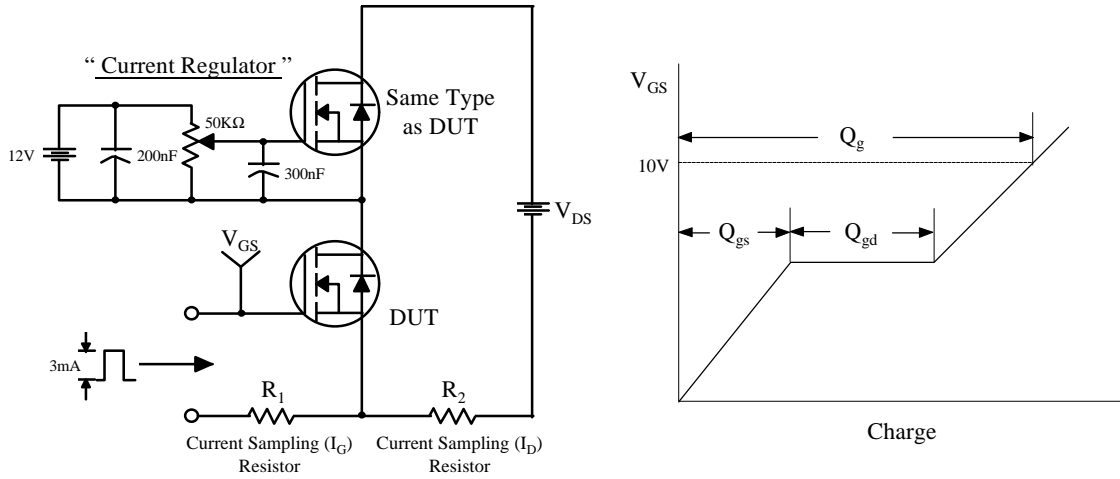 “ Current Regulator ”
Same Type
as DUT
50KΩ
12V
200nF
300nF
V_DS
V_GS
DUT
3mA
R_1
R_2
Current Sampling (I_G)
Resistor
Current Sampling (I_D)
Resistor
V_GS
Q_g
10V
Q_gs
Q_gd
Charge